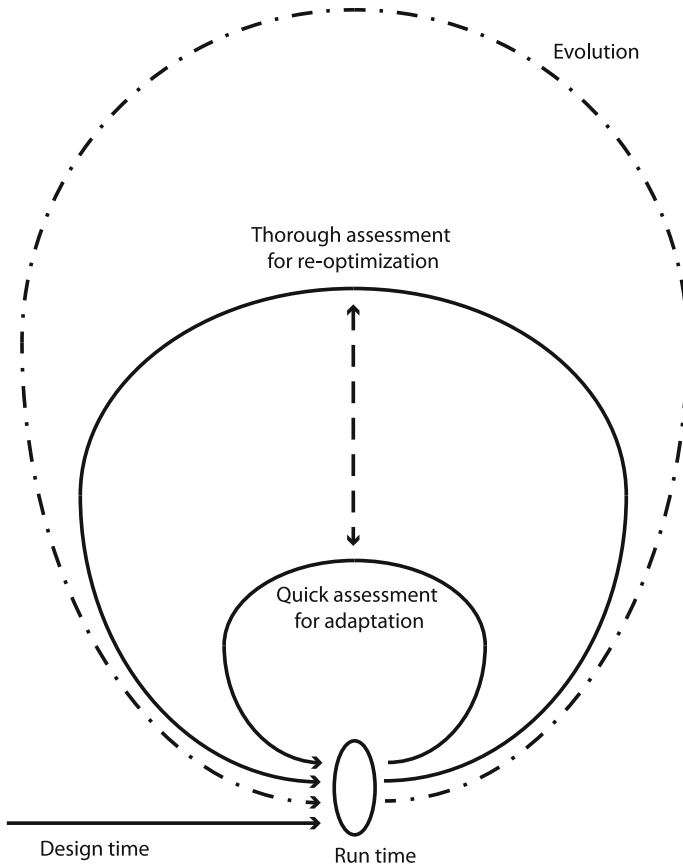 Evolution
Thorough assessment
for re-optimization
Quick assessment
for adaptation
Design time
Run time